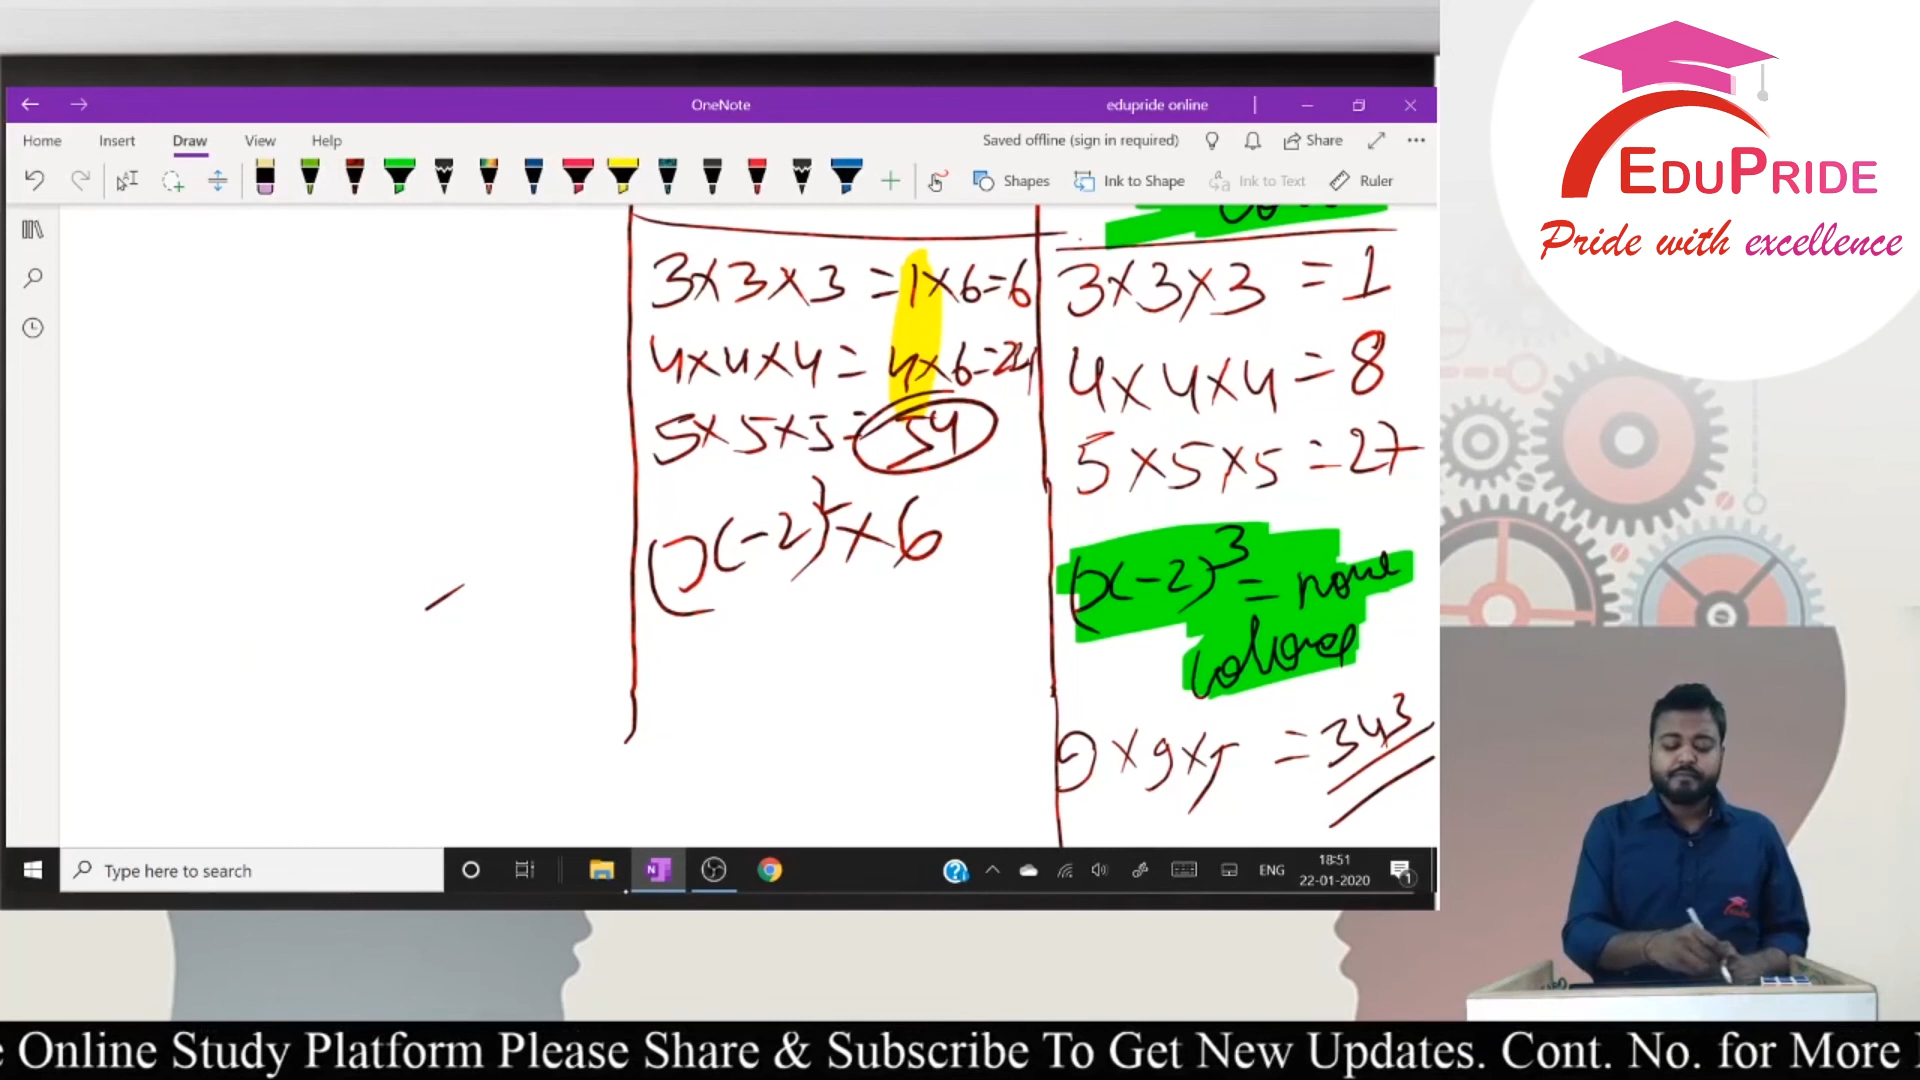 OneNote
edupride online
Home Insert Draw View Help
Saved offline (sign in required)
Share
Shapes
Ink to Shape
Ink to Text
Ruler
EDUPRIDE
Pride with excellence
3×3×3 = 1×6=6
4×4×4 = 4×6=24
5×5×5= 54
(x-2)²×6
3×3×3 = 1
4×4×4 = 8
5×5×5 = 27
(x-2)³ = none
= 343
Type here to search
ENG
18:51
22-01-2020
1
Online Study Platform Please Share & Subscribe To Get New Updates. Cont. No. for More